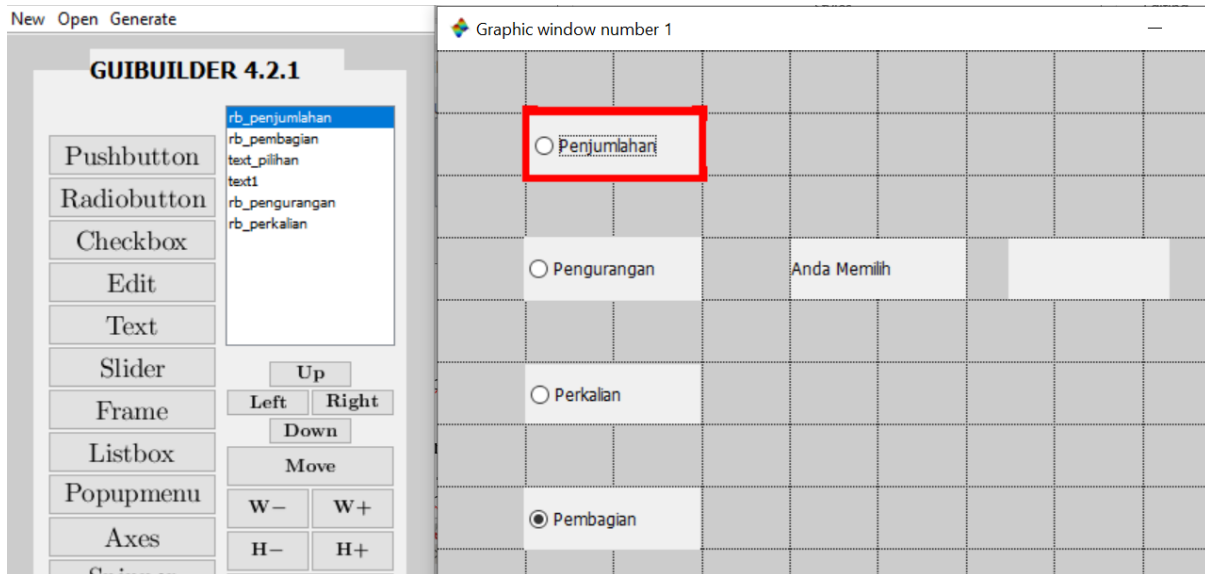 New Open Generate
Graphic window number 1
GUIBUILDER 4.2.1
rb_penjumlahan
rb_pembagian
text_pilihan
text1
rb_pengurangan
rb_perkalian
Pushbutton
Radiobutton
Checkbox
Edit
Text
Slider
Frame
Listbox
Popupmenu
Axes
Up
Left Right
Down
Move
W− W+
H− H+
Penjumlahan
Pengurangan
Anda Memilih
Perkalian
Pembagian